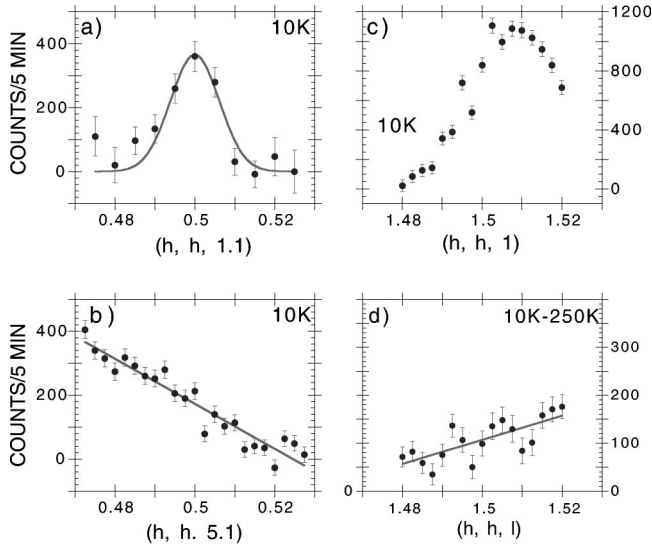 a) 10K
400
200
0
COUNTS/5 MIN
0.48 0.5 0.52
(h, h, 1.1)
c)
10K
1200
800
400
0
1.48 1.50 1.52
(h, h, 1)
b) 10K
400
200
0
COUNTS/5 MIN
0.48 0.5 0.52
(h, h. 5.1)
d) 10K-250K
300
200
100
0
0
1.48 1.50 1.52
(h, h, l)